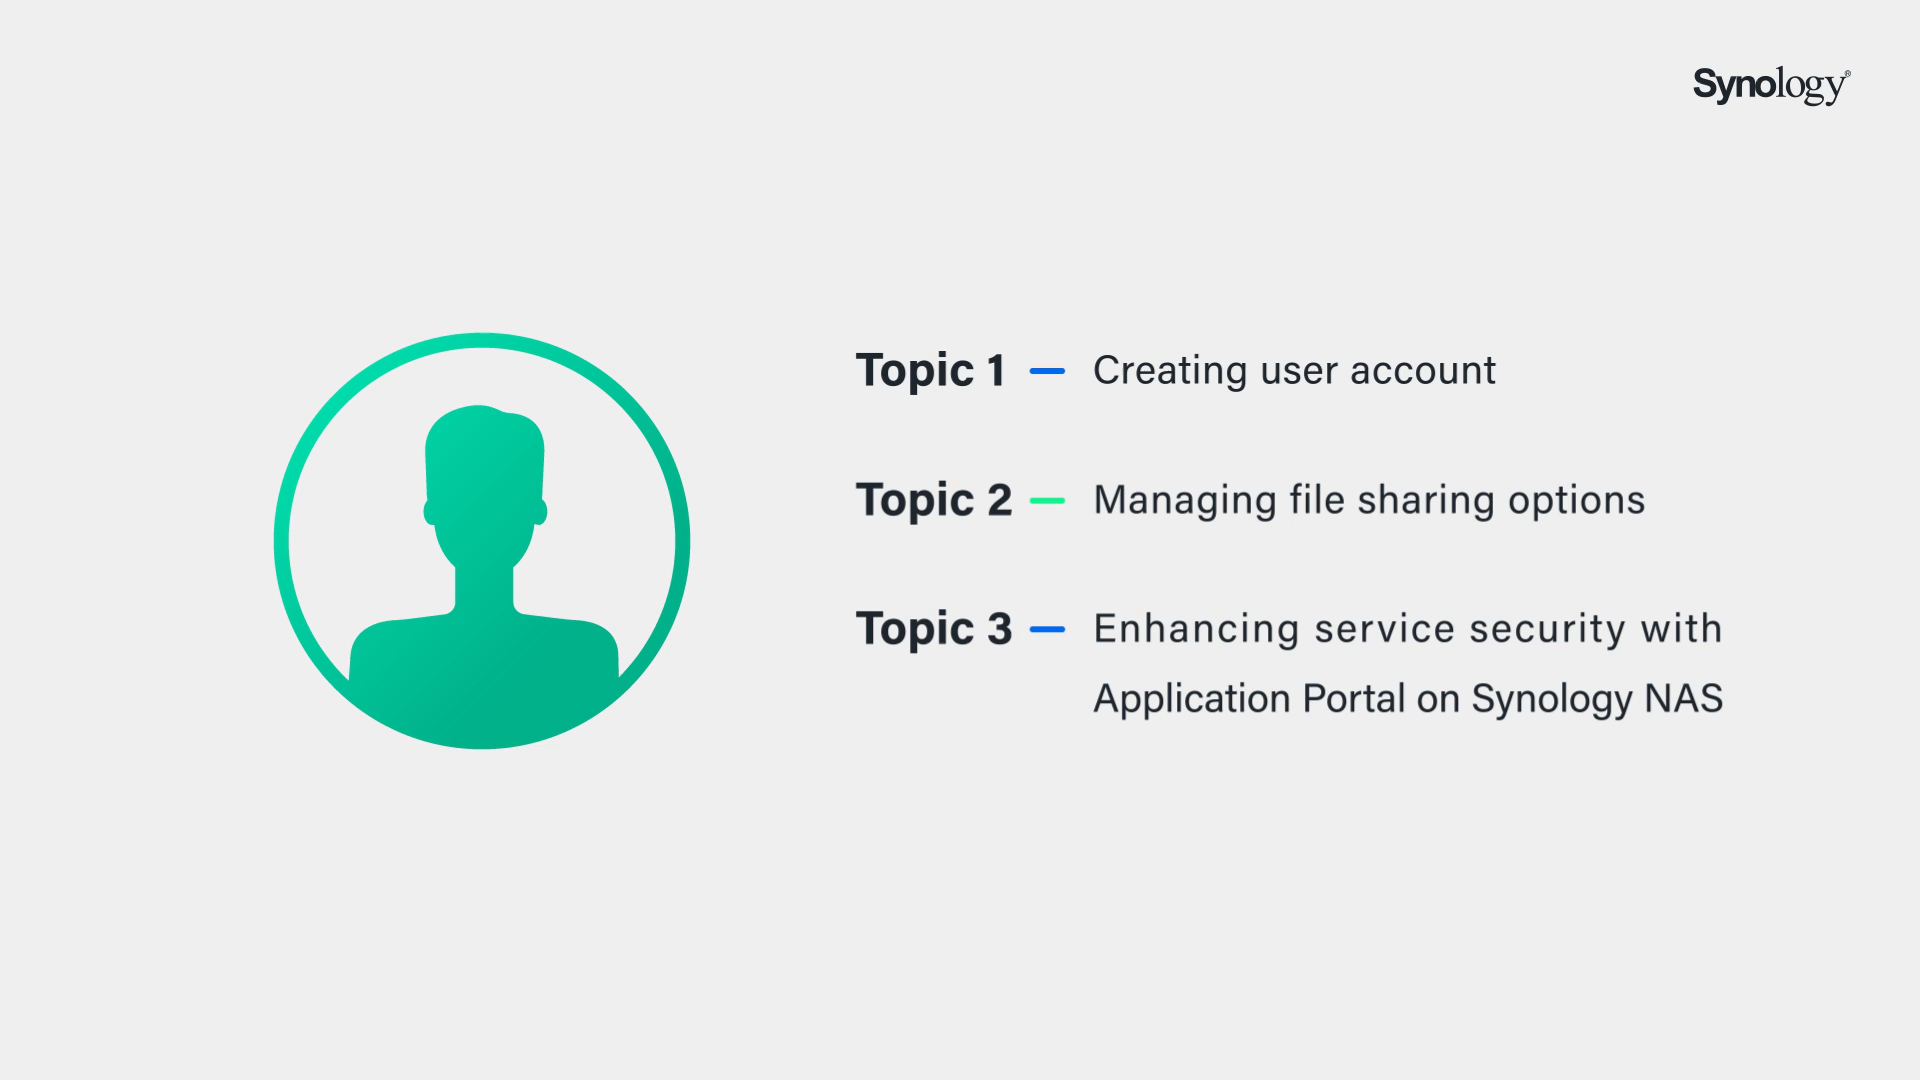 Synology®
Topic 1 — Creating user account
Topic 2 — Managing file sharing options
Topic 3 — Enhancing service security with
Application Portal on Synology NAS